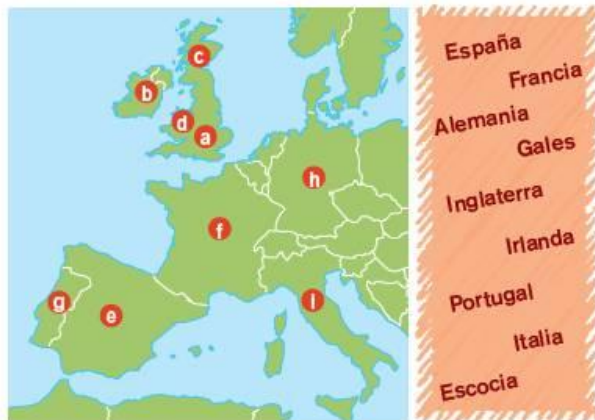 c
b
d
a
h
f
g
e
i
España
Francia
Alemania
Gales
Inglaterra
Irlanda
Portugal
Italia
Escocia